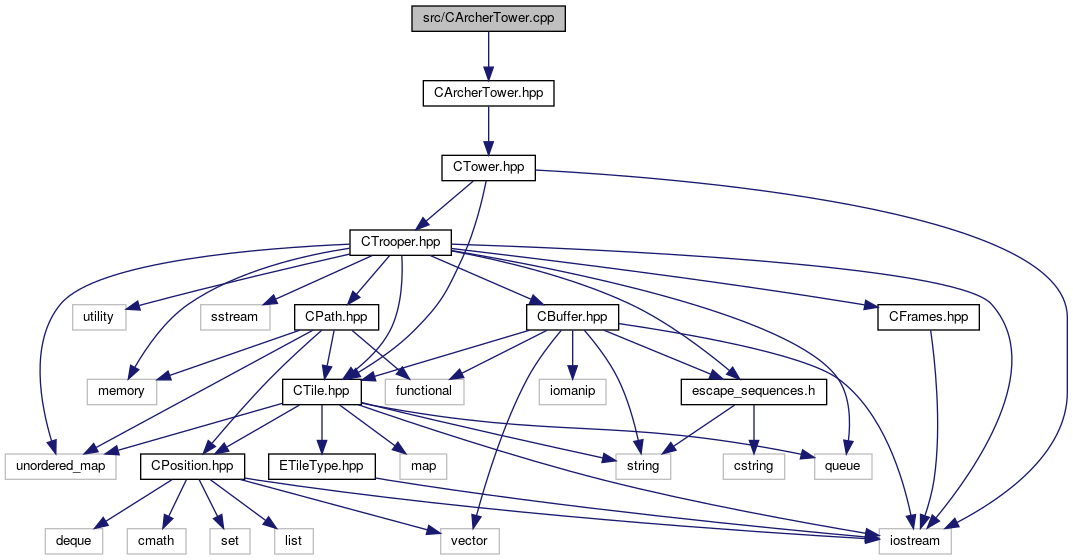 src/CArcherTower.cpp
CArcherTower.hpp
CTower.hpp
CTrooper.hpp
utility
sstream
CPath.hpp
CBuffer.hpp
CFrames.hpp
memory
CTile.hpp
functional
iomanip
escape_sequences.h
unordered_map
CPosition.hpp
ETileType.hpp
map
string
cstring
queue
deque
cmath
set
list
vector
iostream